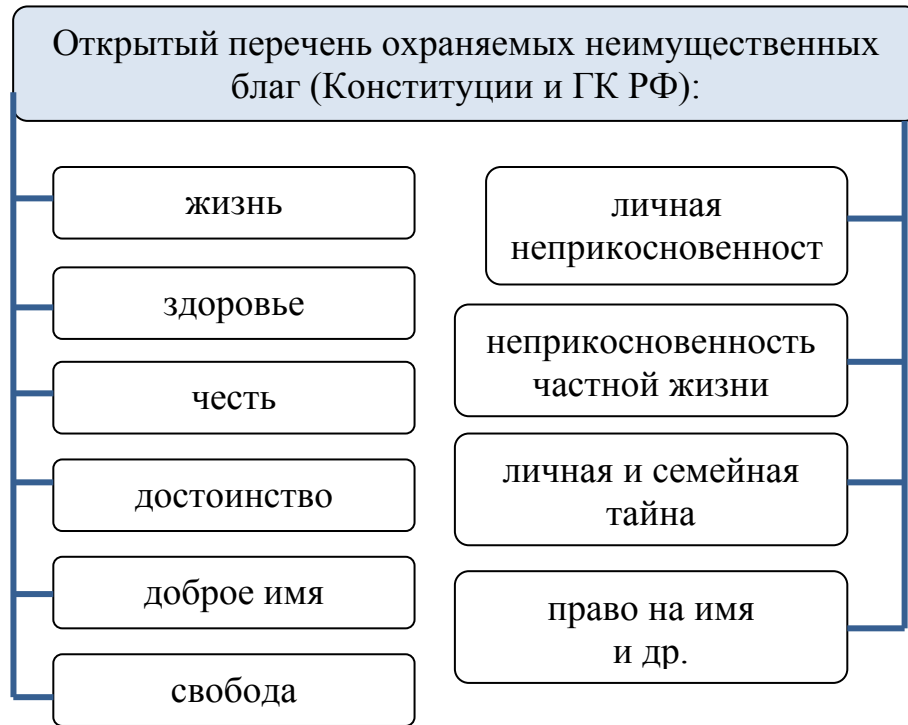 Открытый перечень охраняемых неимущественных
благ (Конституции и ГК РФ):
жизнь
здоровье
честь
достоинство
доброе имя
свобода
личная
неприкосновенност
неприкосновенность
частной жизни
личная и семейная
тайна
право на имя
и др.